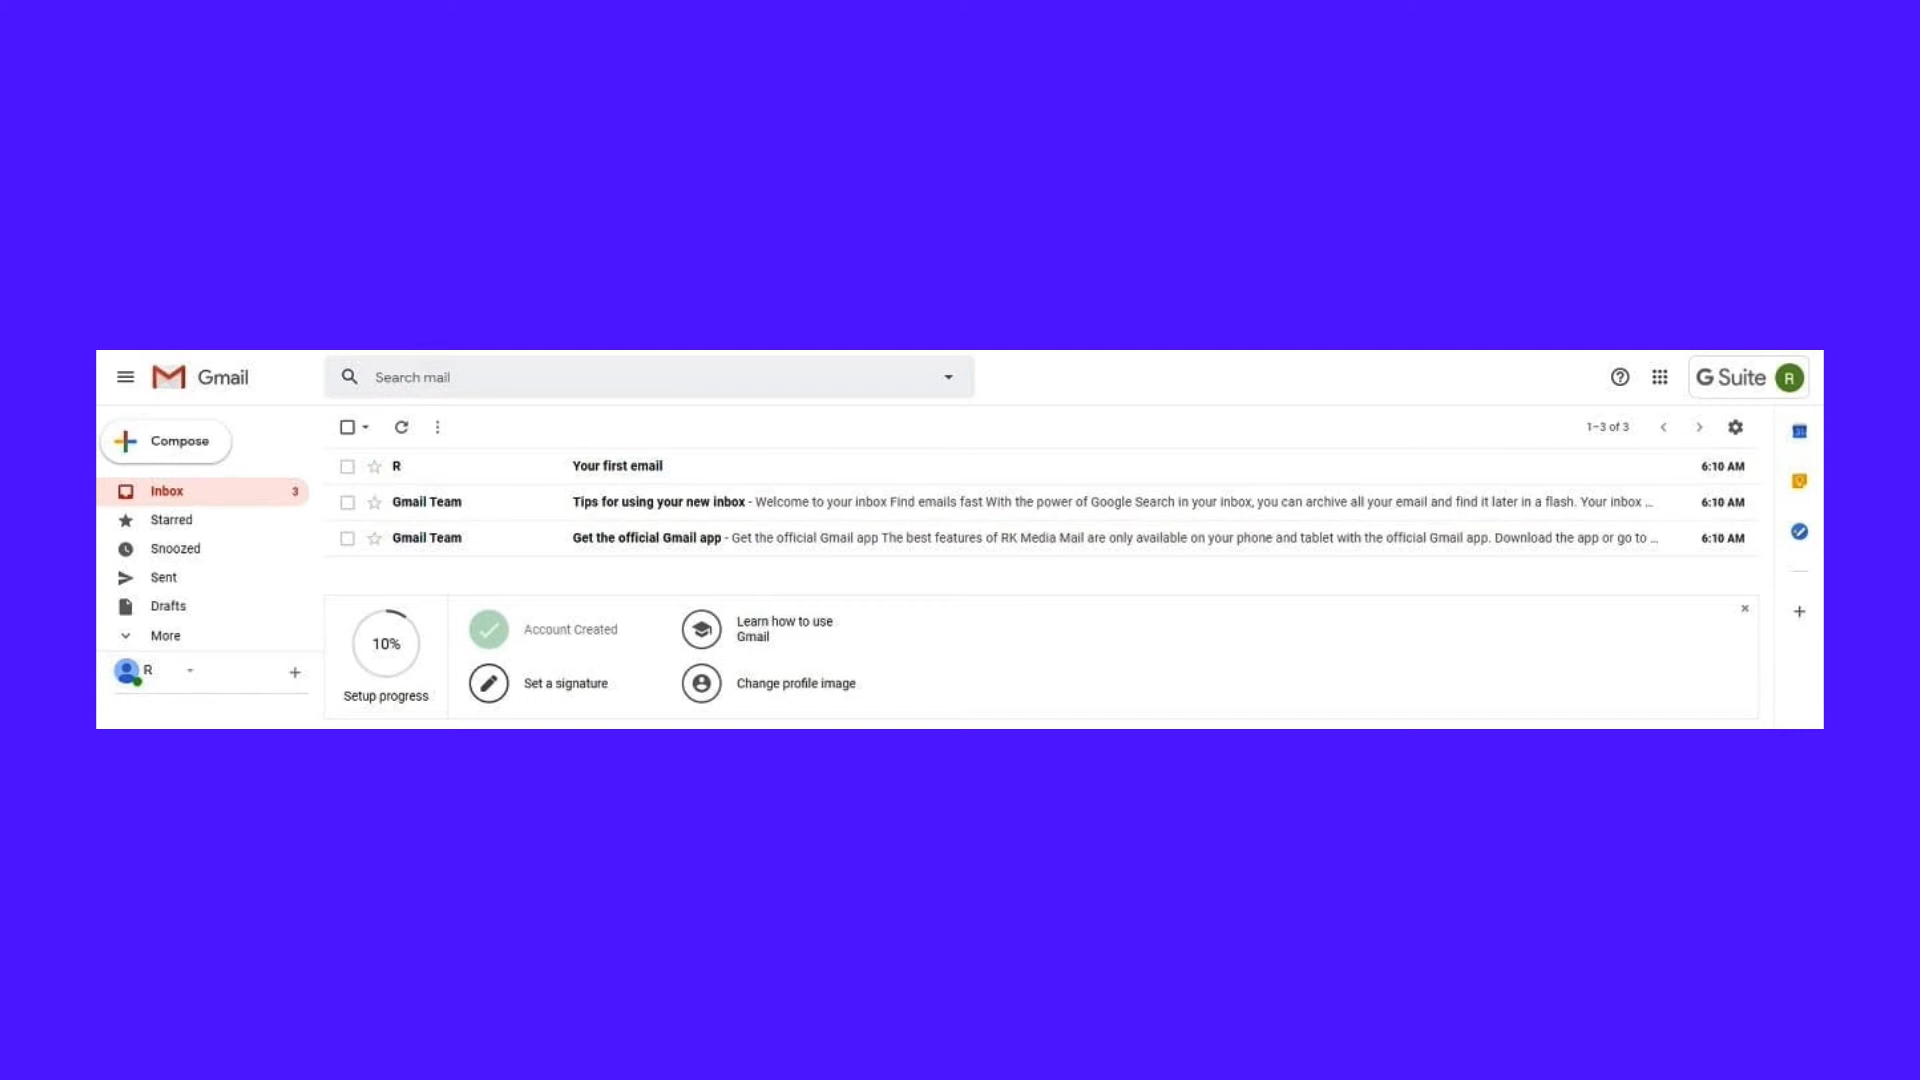 Gmail
Search mail
G Suite R
Compose
1–3 of 3
R Your first email 6:10 AM
Inbox 3
Gmail Team Tips for using your new inbox - Welcome to your inbox Find emails fast With the power of Google Search in your inbox, you can archive all your email and find it later in a flash. Your inbox ... 6:10 AM
Starred
Gmail Team Get the official Gmail app - Get the official Gmail app The best features of RK Media Mail are only available on your phone and tablet with the official Gmail app. Download the app or go to ... 6:10 AM
Snoozed
Sent
Drafts
More
R
10%
Setup progress
Account Created
Learn how to use
Gmail
Set a signature
Change profile image
31